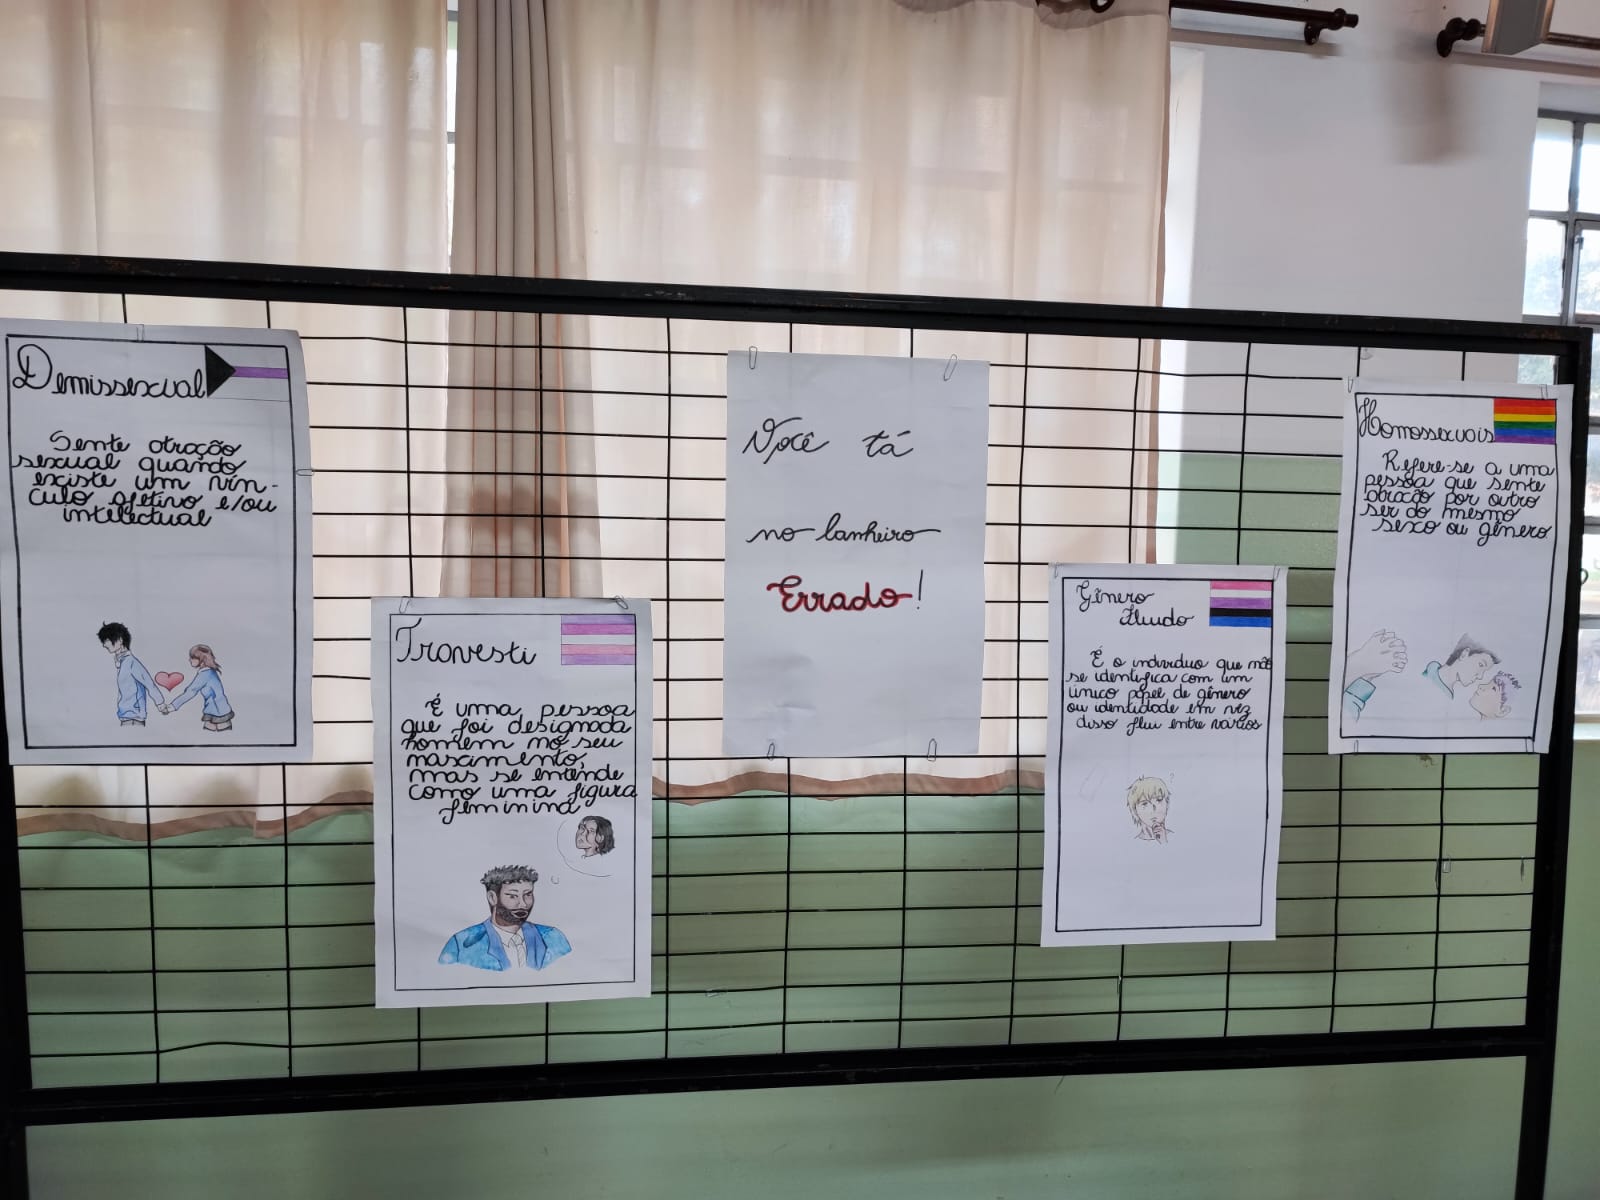 Demissexual
Sente atração
sexual quando
existe um vín-
culo afetivo e/ou
intelectual
Travesti
É uma pessoa
que foi designada
homem no seu
nascimento,
mas se entende
como uma figura
feminina
Você tá
no banheiro
Errado!
Gênero
Fluido
É o individuo que não
se identifica com um
único papel de gênero
ou identidade em vez
disso flui entre vários
?
Homossexuais
Refere-se a uma
pessoa que sente
atração por outro
ser do mesmo
sexo ou gênero